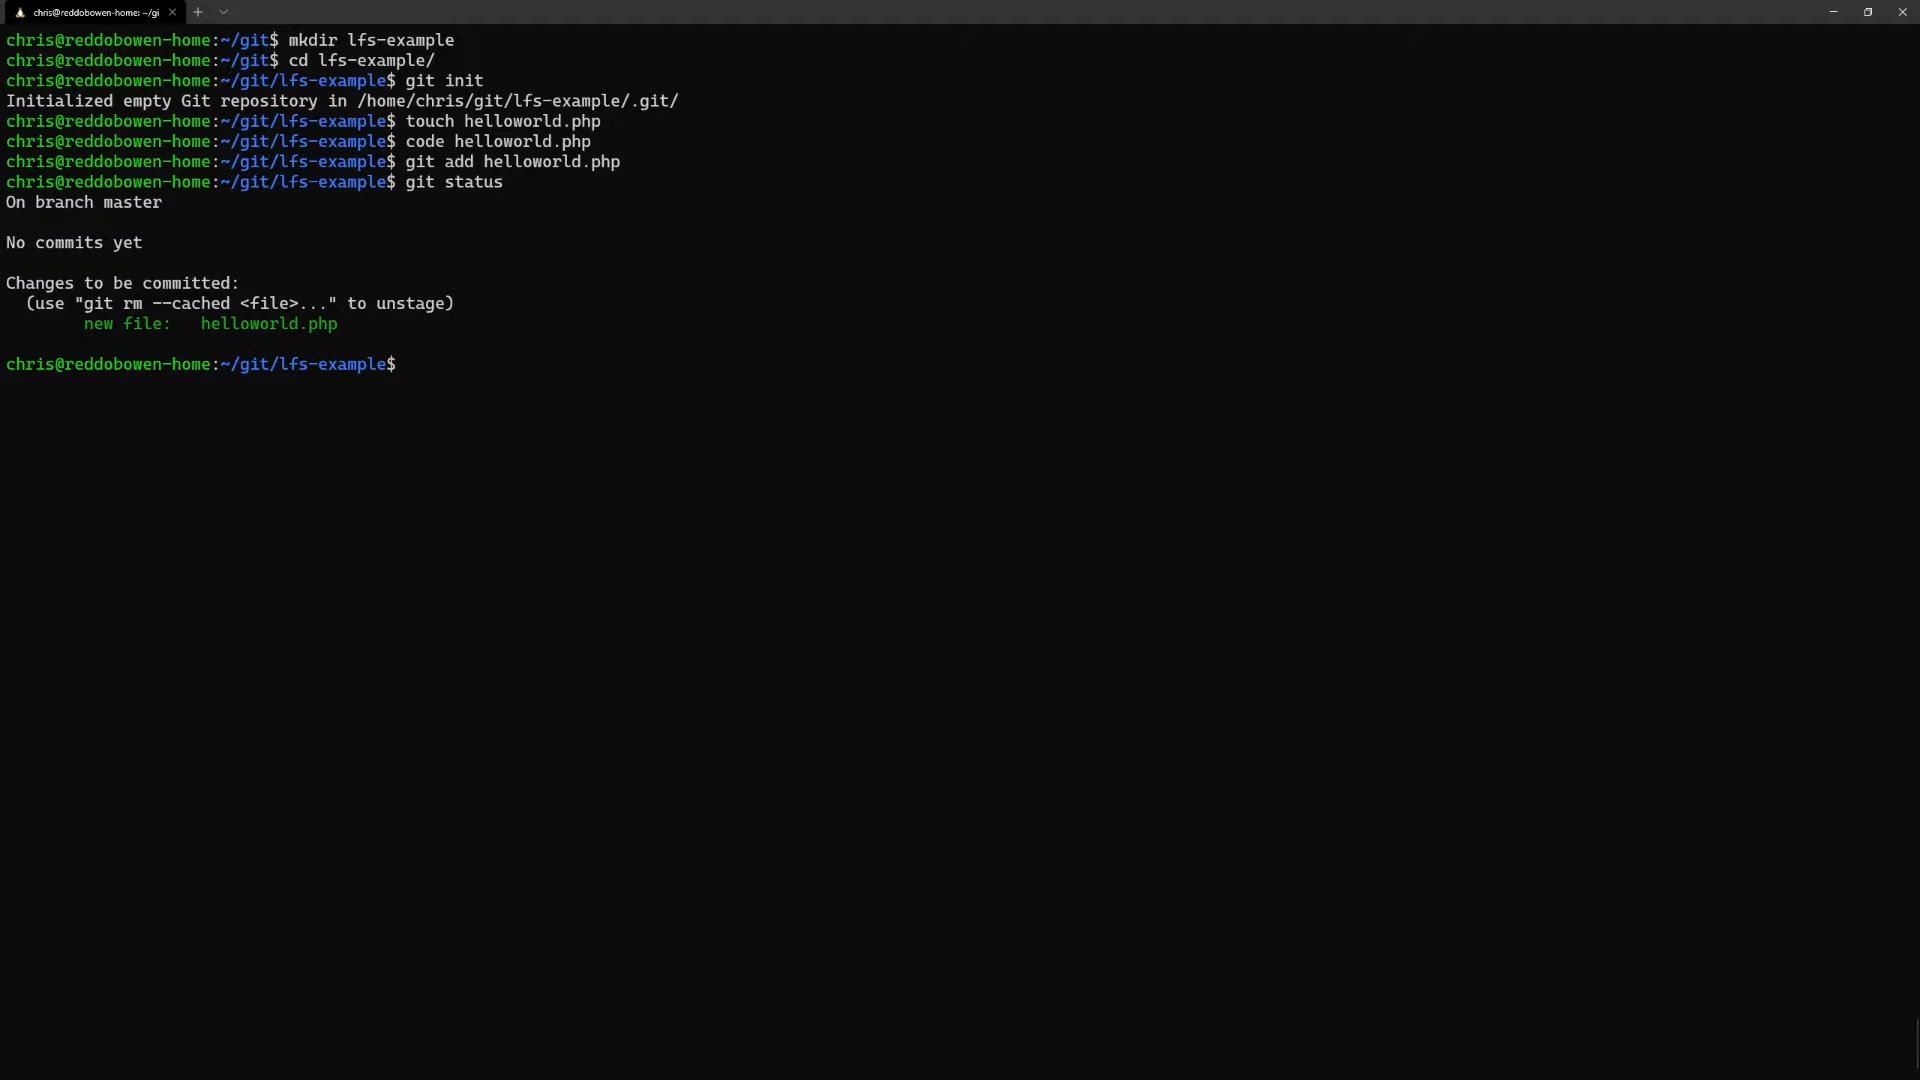 chris@reddobowen-home: ~/gi
chris@reddobowen-home:~/git$ mkdir lfs-example
chris@reddobowen-home:~/git$ cd lfs-example/
chris@reddobowen-home:~/git/lfs-example$ git init
Initialized empty Git repository in /home/chris/git/lfs-example/.git/
chris@reddobowen-home:~/git/lfs-example$ touch helloworld.php
chris@reddobowen-home:~/git/lfs-example$ code helloworld.php
chris@reddobowen-home:~/git/lfs-example$ git add helloworld.php
chris@reddobowen-home:~/git/lfs-example$ git status
On branch master
No commits yet
Changes to be committed:
  (use "git rm --cached <file>..." to unstage)
        new file:   helloworld.php
chris@reddobowen-home:~/git/lfs-example$